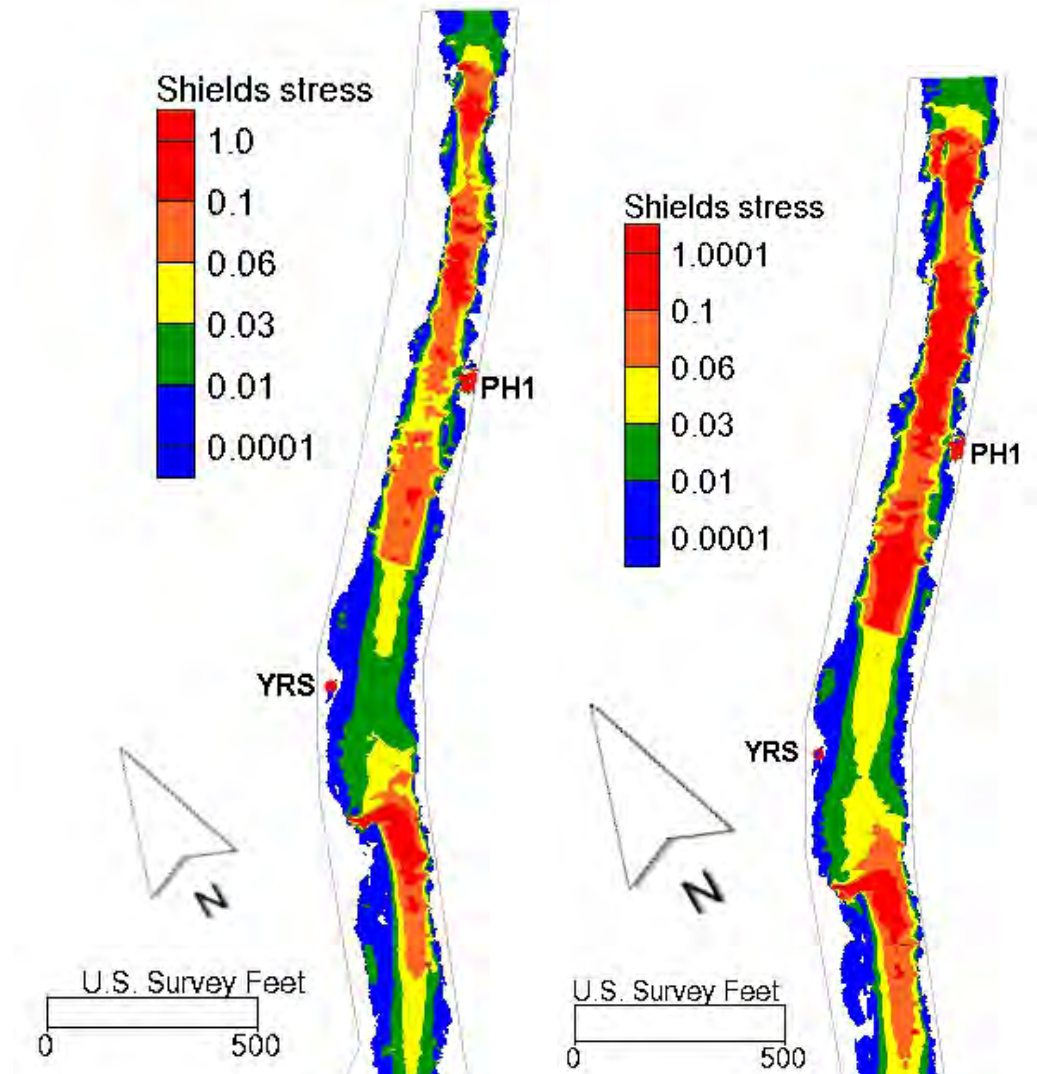 Shields stress
1.0
0.1
0.06
0.03
0.01
0.0001
PH1
YRS
N
U.S. Survey Feet
0 500
Shields stress
1.0001
0.1
0.06
0.03
0.01
0.0001
PH1
YRS
N
U.S. Survey Feet
0 500